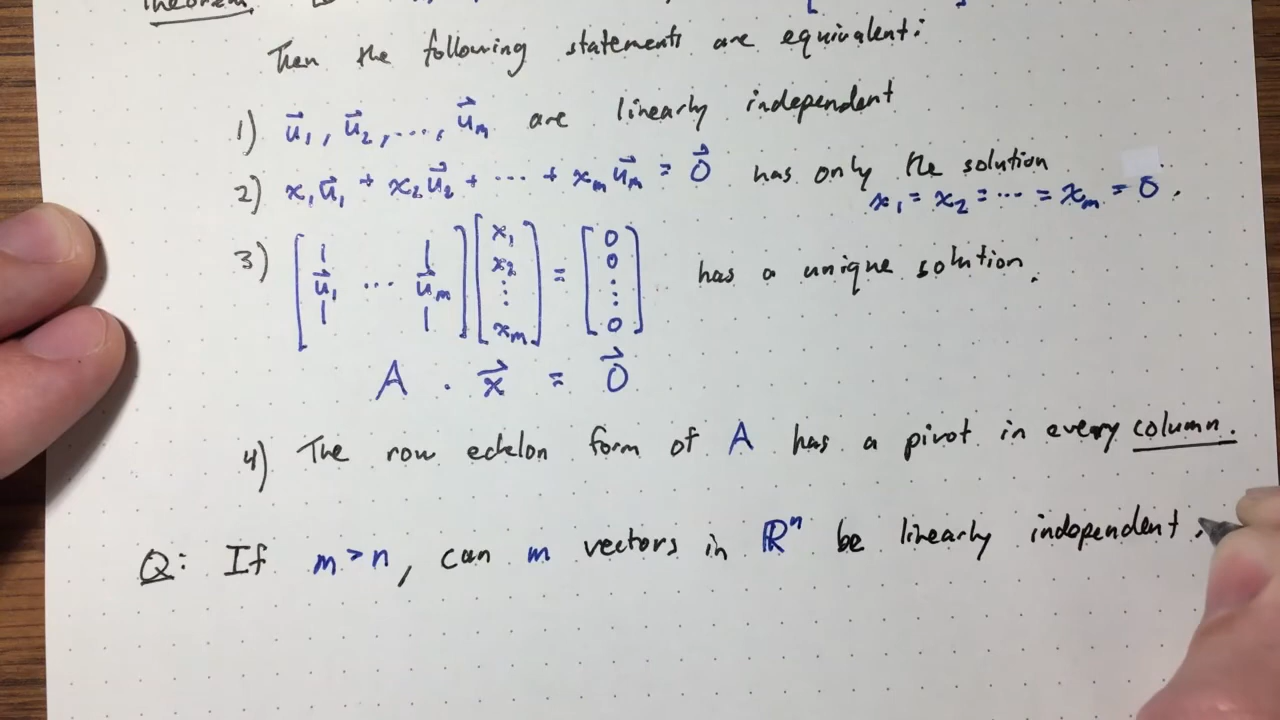 Theorem
Then the following statements are equivalent:
1) u⃗₁, u⃗₂, ..., u⃗ₘ are linearly independent
2) x₁u⃗₁ + x₂u⃗₂ + ⋯ + xₘu⃗ₘ = 0⃗ has only the solution
x₁ = x₂ = ⋯ = xₘ = 0.
3) [u⃗₁ ⋯ u⃗ₘ] [x₁ x₂ ⋮ xₘ] = [0 0 ⋮ 0] has a unique solution.
A · x⃗ = 0⃗
4) The row echelon form of A has a pivot in every column.
Q: If m > n, can m vectors in ℝⁿ be linearly independent